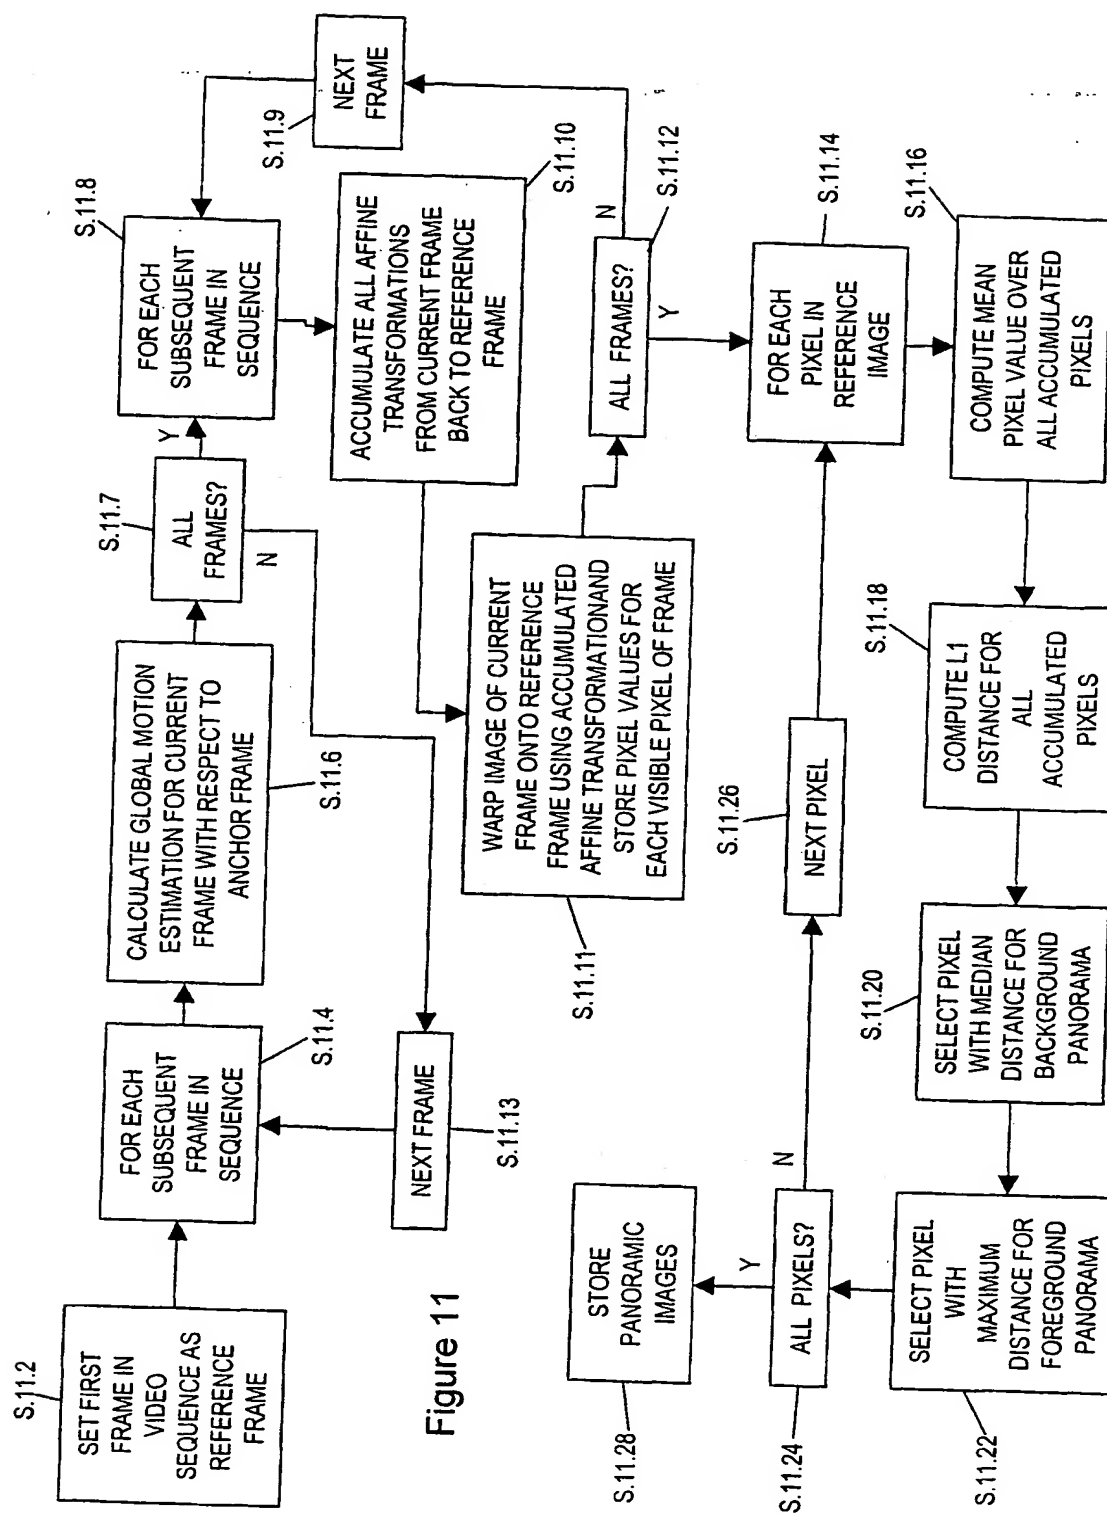 S.11.2
SET FIRST
FRAME IN
VIDEO
SEQUENCE AS
REFERENCE
FRAME
FOR EACH
SUBSEQUENT
FRAME IN
SEQUENCE
S.11.4
CALCULATE GLOBAL MOTION
ESTIMATION FOR CURRENT
FRAME WITH RESPECT TO
ANCHOR FRAME
S.11.6
S.11.7
ALL
FRAMES?
Y
N
NEXT FRAME
S.11.13
S.11.8
FOR EACH
SUBSEQUENT
FRAME IN
SEQUENCE
S.11.9
NEXT
FRAME
ACCUMULATE ALL AFFINE
TRANSFORMATIONS
FROM CURRENT FRAME
BACK TO REFERENCE
FRAME
S.11.10
WARP IMAGE OF CURRENT
FRAME ONTO REFERENCE
FRAME USING ACCUMULATED
AFFINE TRANSFORMATIONAND
STORE PIXEL VALUES FOR
EACH VISIBLE PIXEL OF FRAME
S.11.11
ALL FRAMES?
S.11.12
N
Y
FOR EACH
PIXEL IN
REFERENCE
IMAGE
S.11.14
COMPUTE MEAN
PIXEL VALUE OVER
ALL ACCUMULATED
PIXELS
S.11.16
S.11.18
COMPUTE L1
DISTANCE FOR
ALL
ACCUMULATED
PIXELS
S.11.20
SELECT PIXEL
WITH MEDIAN
DISTANCE FOR
BACKGROUND
PANORAMA
SELECT PIXEL
WITH
MAXIMUM
DISTANCE FOR
FOREGROUND
PANORAMA
S.11.22
ALL PIXELS?
S.11.24
N
Y
NEXT PIXEL
S.11.26
STORE
PANORAMIC
IMAGES
S.11.28
Figure 11